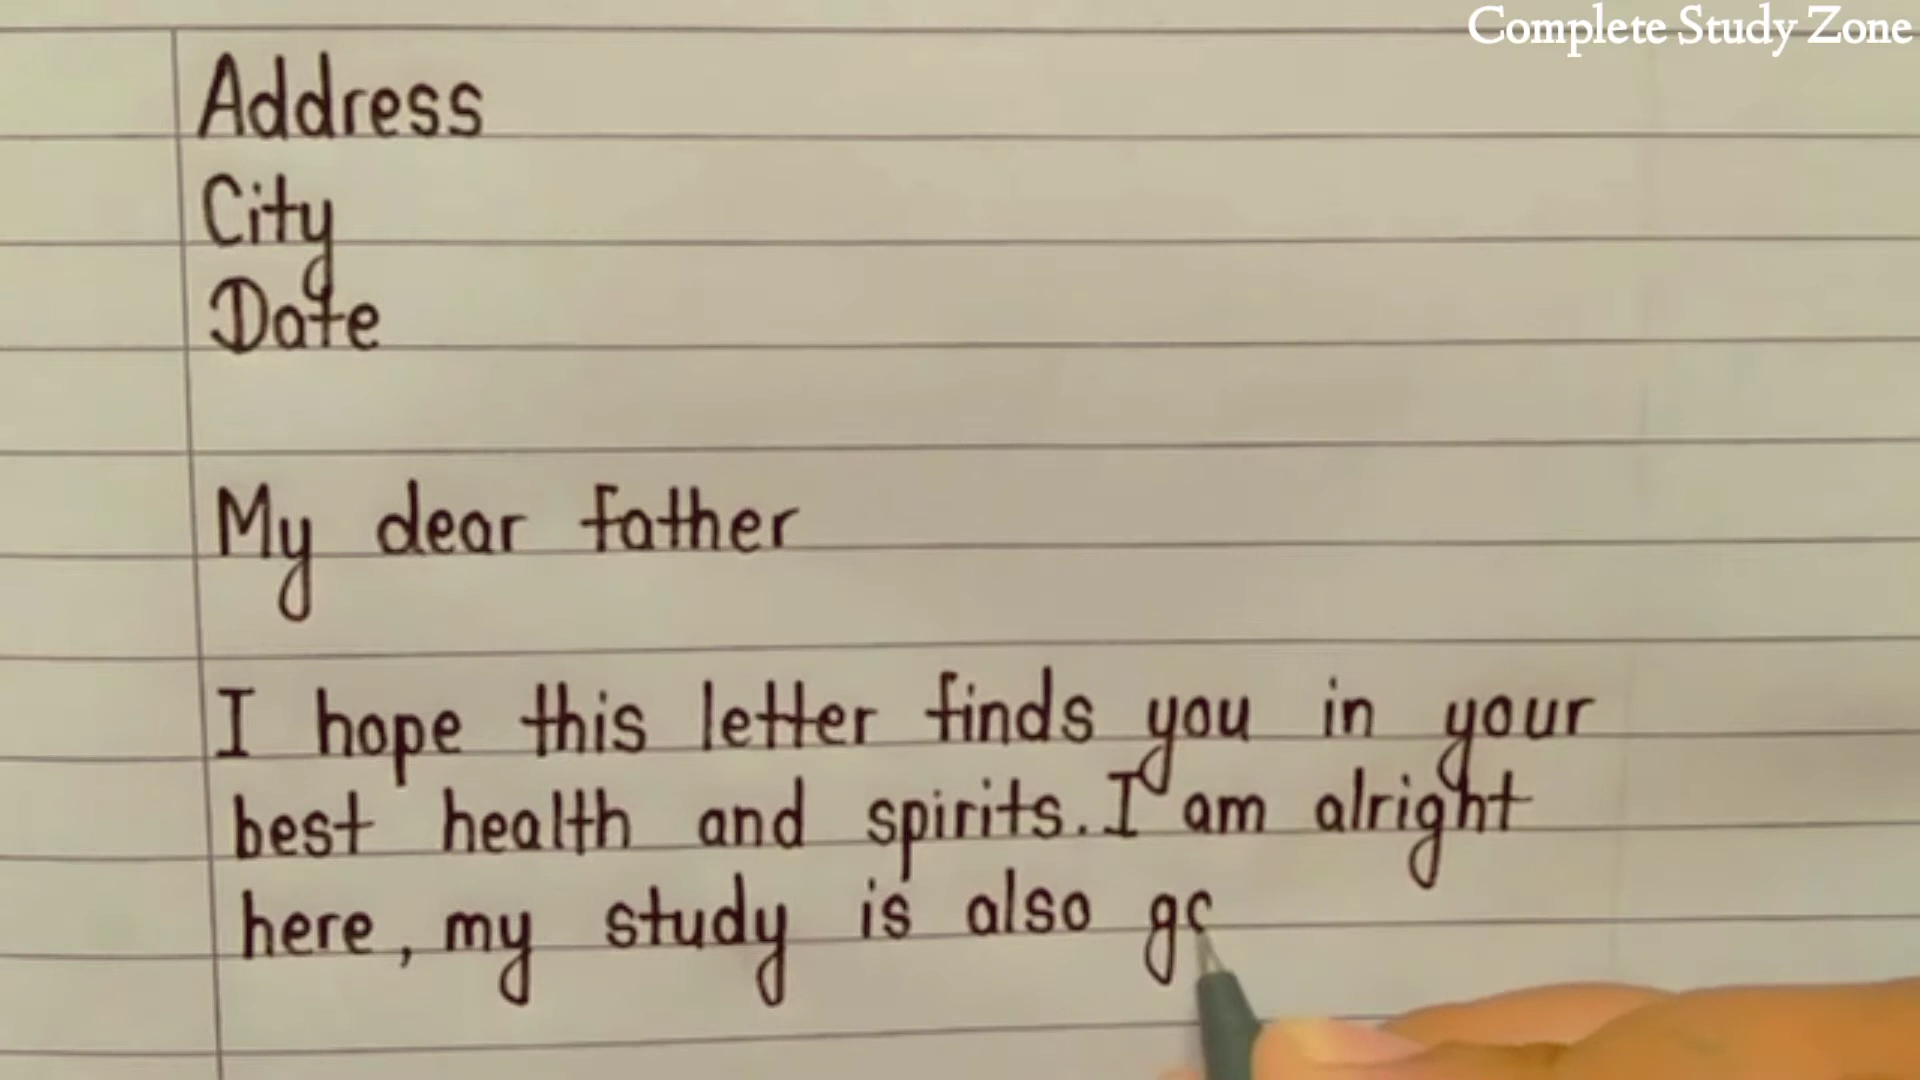 Complete Study Zone
Address
City
Date
My dear father
I hope this letter finds you in your
best health and spirits. I am alright
here, my study is also